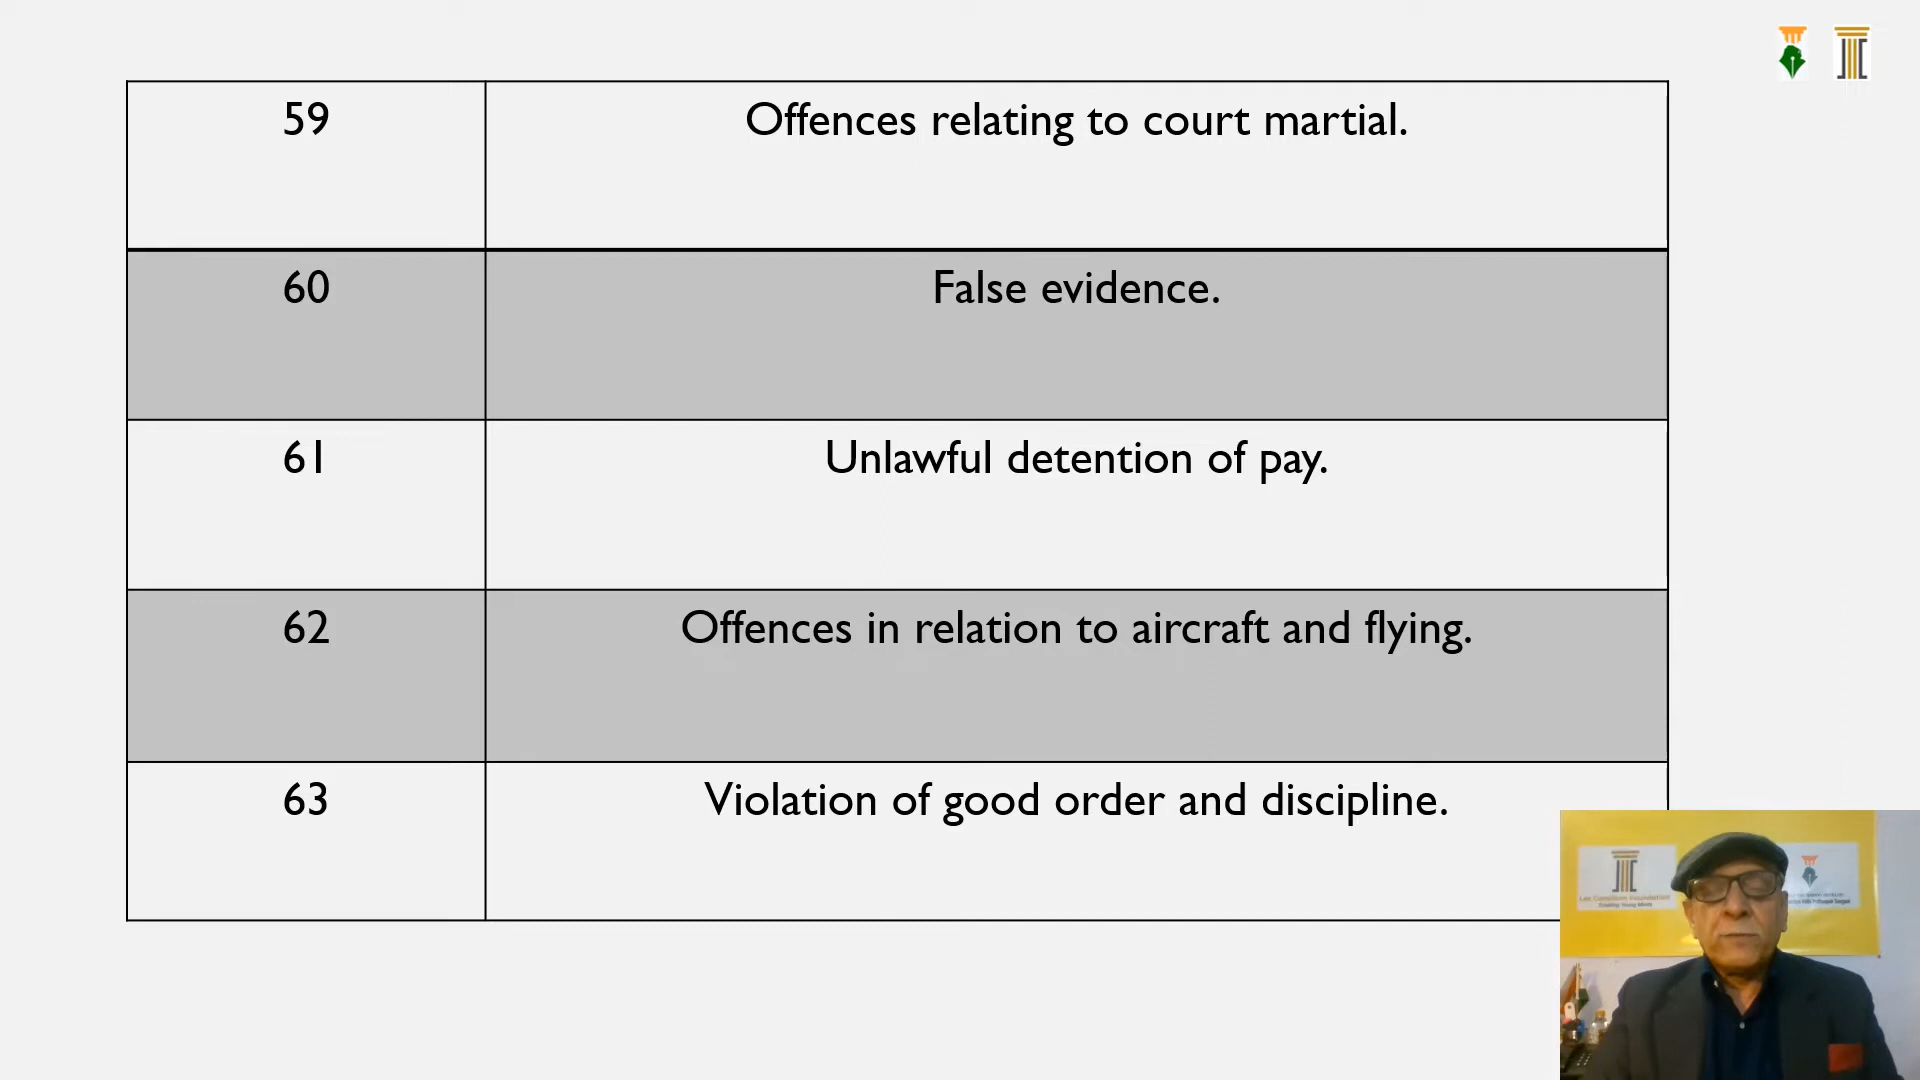 59
Offences relating to court martial.
60
False evidence.
61
Unlawful detention of pay.
62
Offences in relation to aircraft and flying.
63
Violation of good order and discipline.